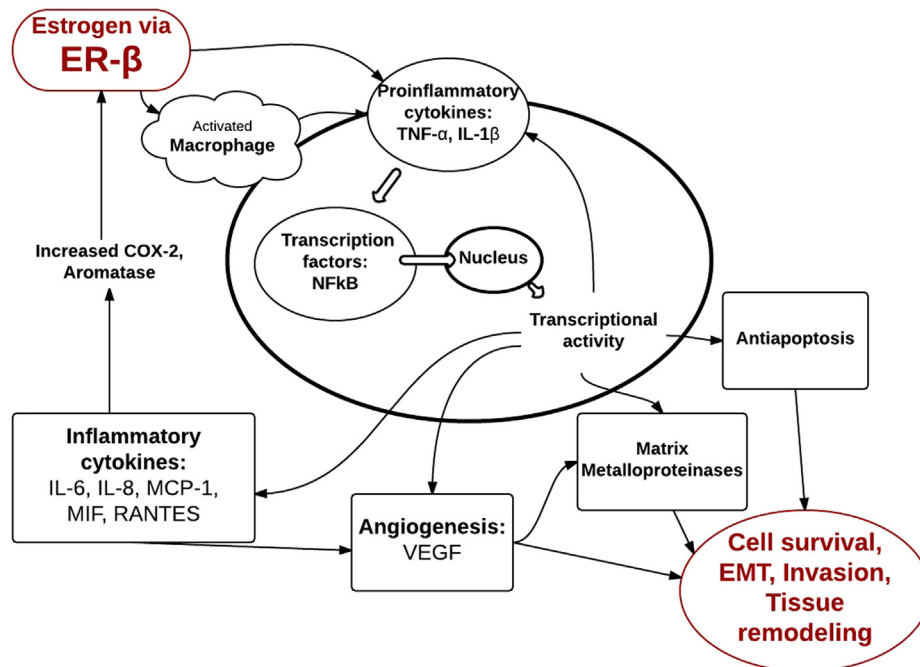 Estrogen via
ER-β
Activated
Macrophage
Proinflammatory
cytokines:
TNF-α, IL-1β
Transcription
factors:
NFkB
Nucleus
Increased COX-2,
Aromatase
Transcriptional
activity
Antiapoptosis
Inflammatory
cytokines:
IL-6, IL-8, MCP-1,
MIF, RANTES
Angiogenesis:
VEGF
Matrix
Metalloproteinases
Cell survival,
EMT, Invasion,
Tissue
remodeling